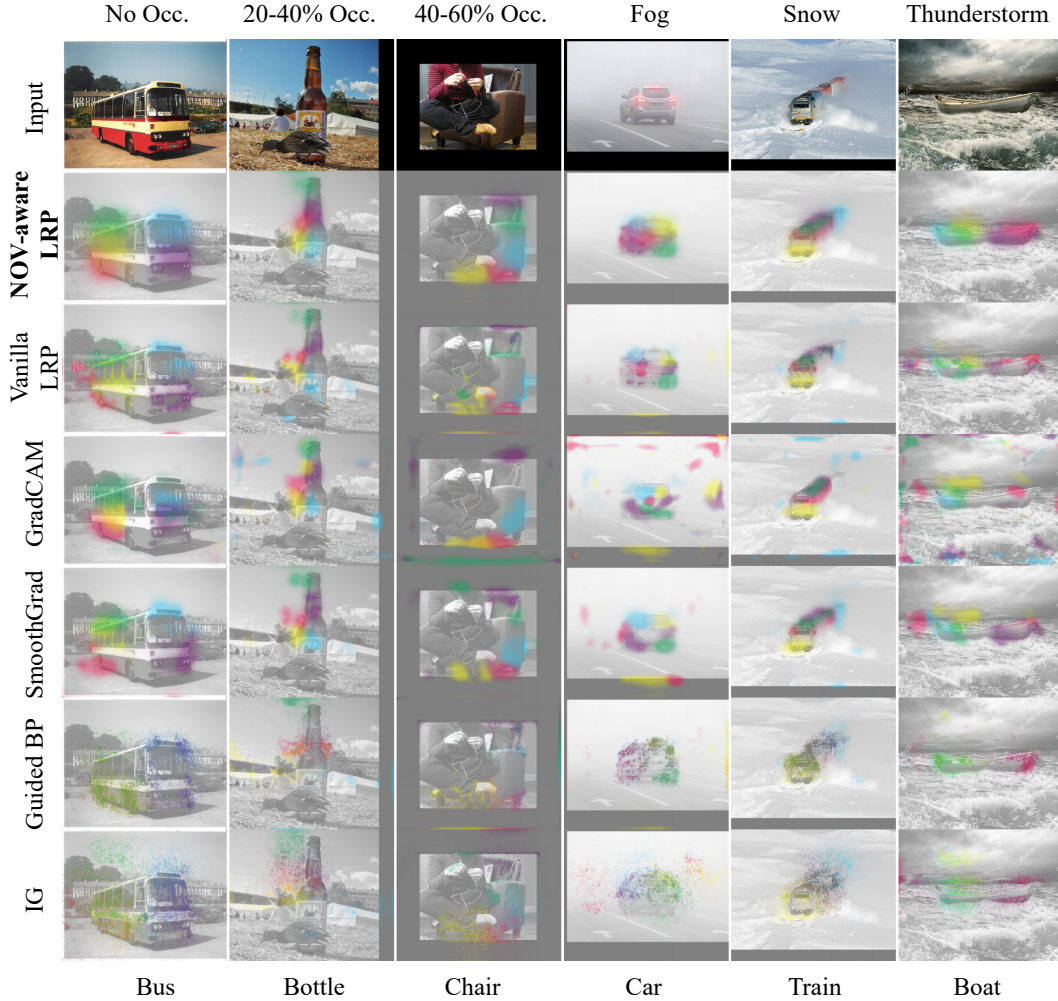 No Occ.
20-40% Occ.
40-60% Occ.
Fog
Snow
Thunderstorm
Input
NOV-aware
LRP
Vanilla
LRP
GradCAM
SmoothGrad
Guided BP
IG
Bus
Bottle
Chair
Car
Train
Boat